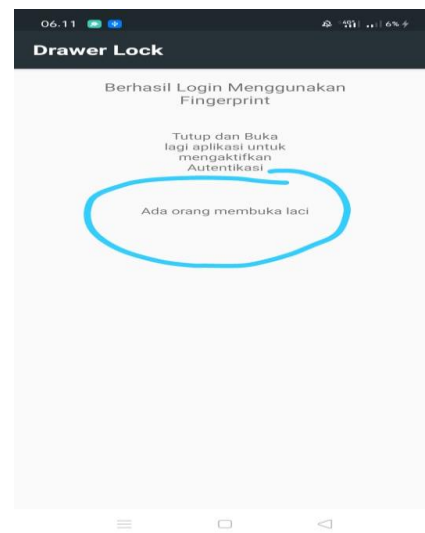 06.11
6%
Drawer Lock
Berhasil Login Menggunakan
Fingerprint
Tutup dan Buka
lagi aplikasi untuk
mengaktifkan
Autentikasi
Ada orang membuka laci